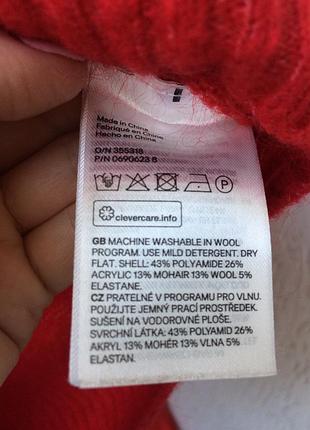 Made in China
Fabriqué en Chine
Hecho en China
O/N 355318
P/N 0690623 8
P
clevercare.info
GB MACHINE WASHABLE IN WOOL
PROGRAM. USE MILD DETERGENT. DRY
FLAT. SHELL: 43% POLYAMIDE 26%
ACRYLIC 13% MOHAIR 13% WOOL 5%
ELASTANE.
CZ PRATELNÉ V PROGRAMU PRO VLNU.
POUŽIJTE JEMNÝ PRACÍ PROSTŘEDEK.
SUŠENÍ NA VODOROVNÉ PLOŠE.
SVRCHNÍ LÁTKA: 43% POLYAMID 26%
AKRYL 13% MOHÉR 13% VLNA 5%
ELASTAN.